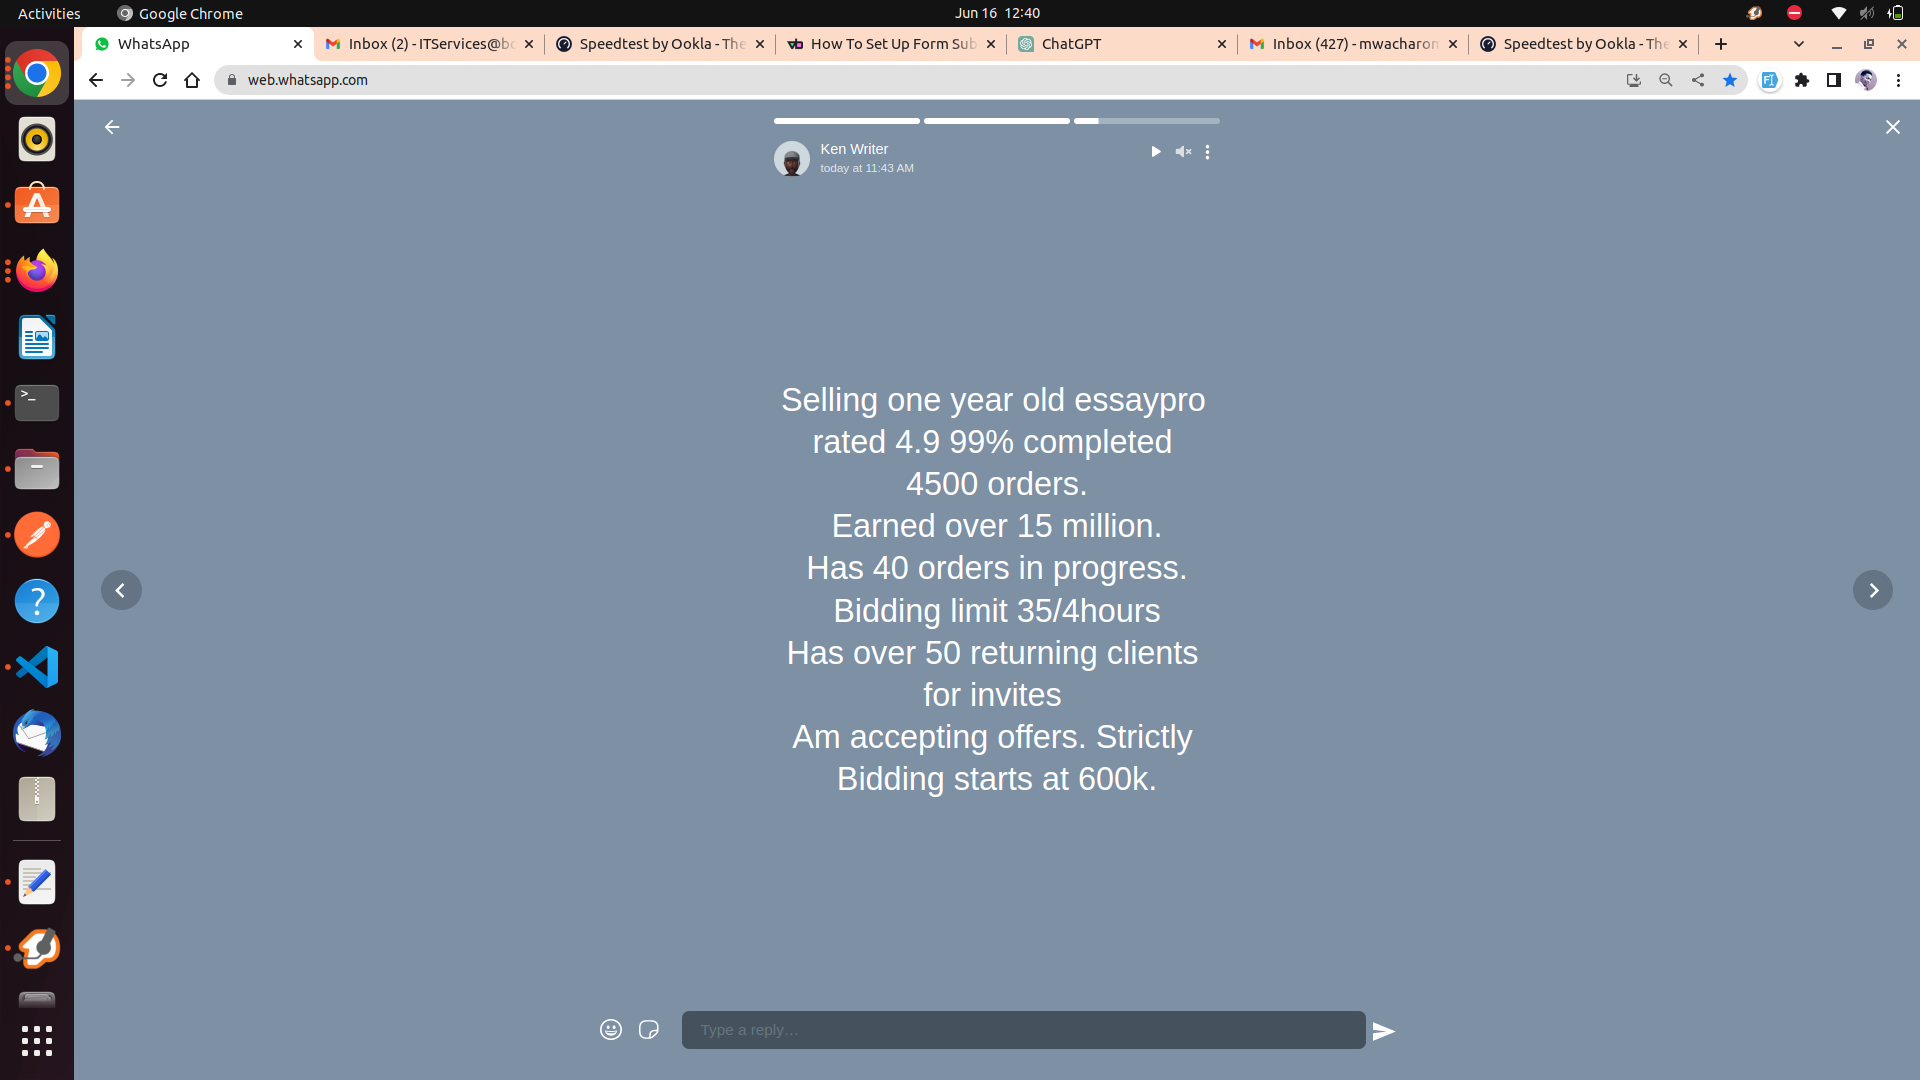 Activities
Google Chrome
Jun 16 12:40
WhatsApp
Inbox (2) - ITServices@bo
Speedtest by Ookla - The
How To Set Up Form Sub
ChatGPT
Inbox (427) - mwacharom
Speedtest by Ookla - The
web.whatsapp.com
Ken Writer
today at 11:43 AM
Selling one year old essaypro
rated 4.9 99% completed
4500 orders.
Earned over 15 million.
Has 40 orders in progress.
Bidding limit 35/4hours
Has over 50 returning clients
for invites
Am accepting offers. Strictly
Bidding starts at 600k.
Type a reply...